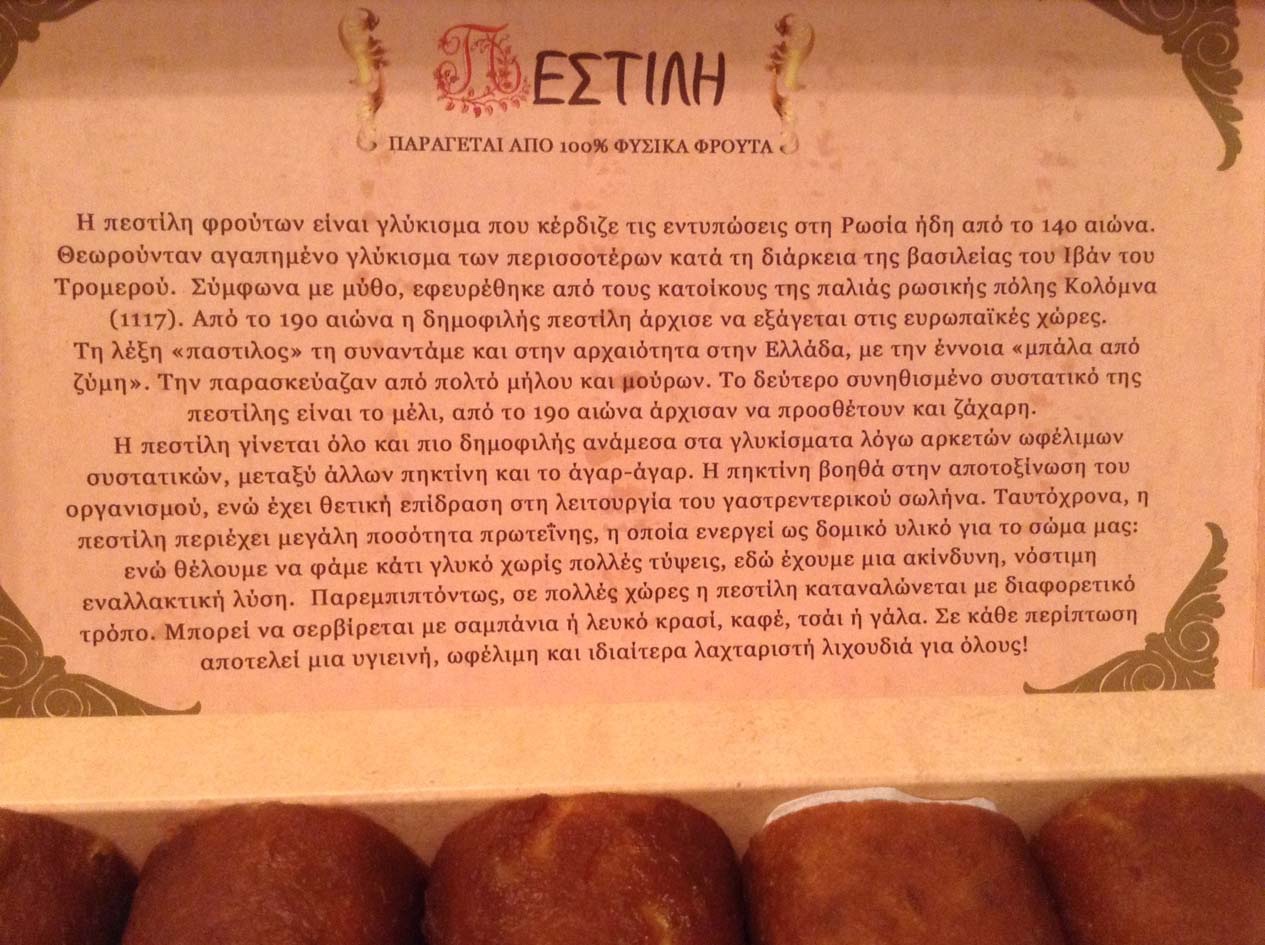 ΠΕΣΤΙΛΗ
ΠΑΡΑΓΕΤΑΙ ΑΠΟ 100% ΦΥΣΙΚΑ ΦΡΟΥΤΑ
Η πεστίλη φρούτων είναι γλύκισμα που κέρδιζε τις εντυπώσεις στη Ρωσία ήδη από το 14ο αιώνα.
Θεωρούνταν αγαπημένο γλύκισμα των περισσοτέρων κατά τη διάρκεια της βασιλείας του Ιβάν του
Τρομερού. Σύμφωνα με μύθο, εφευρέθηκε από τους κατοίκους της παλιάς ρωσικής πόλης Κολόμνα
(1117). Από το 19ο αιώνα η δημοφιλής πεστίλη άρχισε να εξάγεται στις ευρωπαϊκές χώρες.
Τη λέξη «παστιλος» τη συναντάμε και στην αρχαιότητα στην Ελλάδα, με την έννοια «μπάλα από
ζύμη». Την παρασκεύαζαν από πολτό μήλου και μούρων. Το δεύτερο συνηθισμένο συστατικό της
πεστίλης είναι το μέλι, από το 19ο αιώνα άρχισαν να προσθέτουν και ζάχαρη.
Η πεστίλη γίνεται όλο και πιο δημοφιλής ανάμεσα στα γλυκίσματα λόγω αρκετών ωφέλιμων
συστατικών, μεταξύ άλλων πηκτίνη και το άγαρ-άγαρ. Η πηκτίνη βοηθά στην αποτοξίνωση του
οργανισμού, ενώ έχει θετική επίδραση στη λειτουργία του γαστρεντερικού σωλήνα. Ταυτόχρονα, η
πεστίλη περιέχει μεγάλη ποσότητα πρωτεΐνης, η οποία ενεργεί ως δομικό υλικό για το σώμα μας:
ενώ θέλουμε να φάμε κάτι γλυκό χωρίς πολλές τύψεις, εδώ έχουμε μια ακίνδυνη, νόστιμη
εναλλακτική λύση. Παρεμπιπτόντως, σε πολλές χώρες η πεστίλη καταναλώνεται με διαφορετικό
τρόπο. Μπορεί να σερβίρεται με σαμπάνια ή λευκό κρασί, καφέ, τσάι ή γάλα. Σε κάθε περίπτωση
αποτελεί μια υγιεινή, ωφέλιμη και ιδιαίτερα λαχταριστή λιχουδιά για όλους!